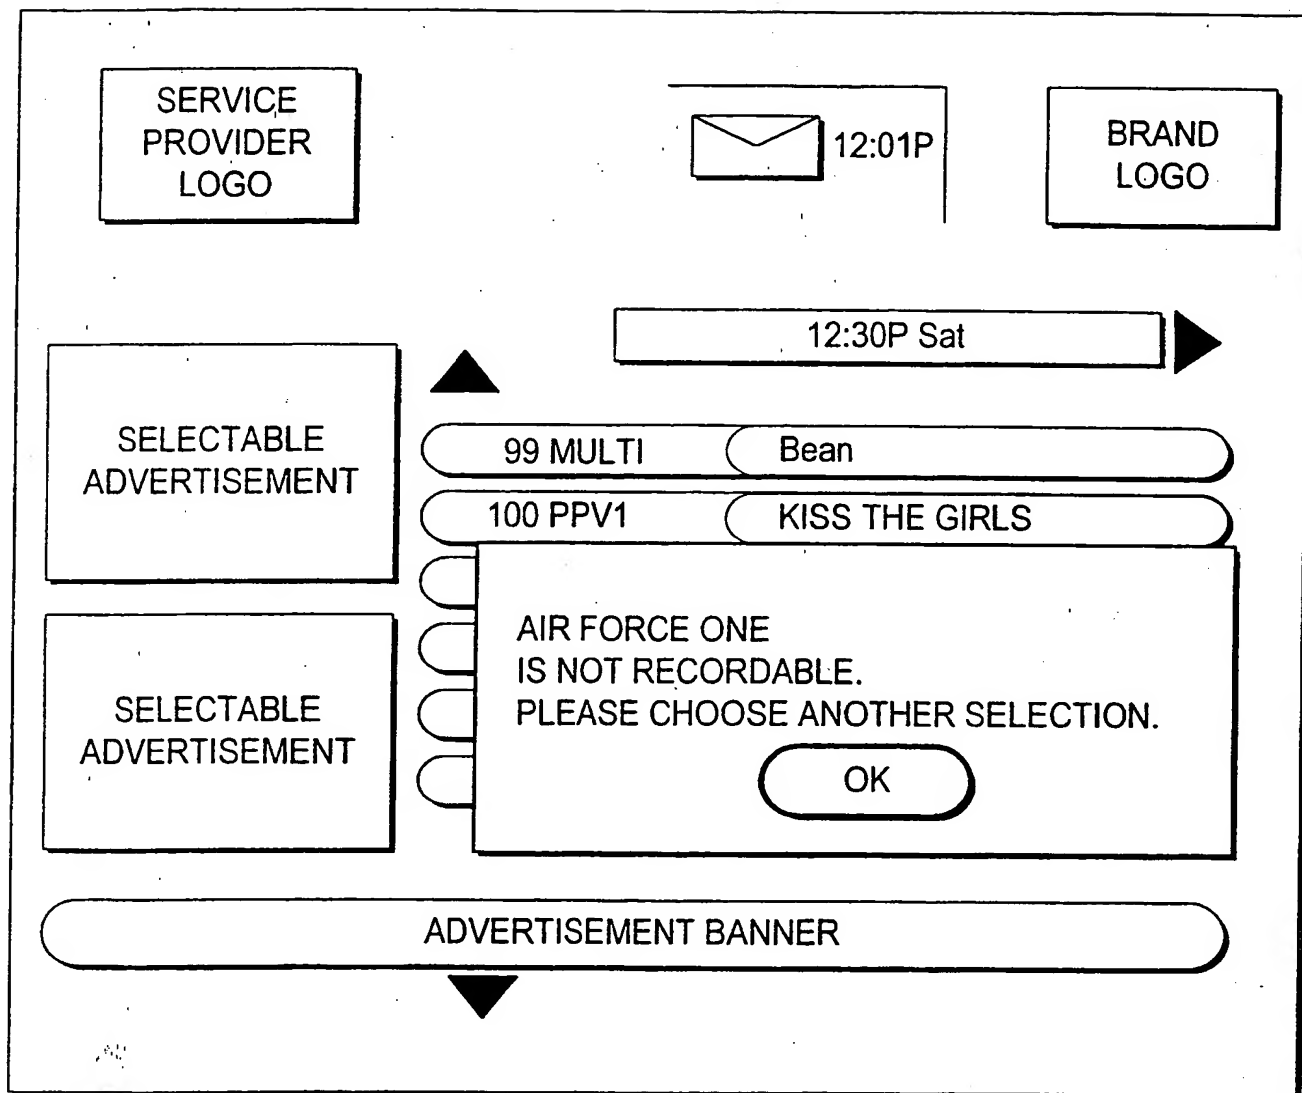 SERVICE
PROVIDER
LOGO
12:01P
BRAND
LOGO
12:30P Sat
SELECTABLE
ADVERTISEMENT
99 MULTI Bean
100 PPV1 KISS THE GIRLS
AIR FORCE ONE
IS NOT RECORDABLE.
PLEASE CHOOSE ANOTHER SELECTION.
OK
SELECTABLE
ADVERTISEMENT
ADVERTISEMENT BANNER